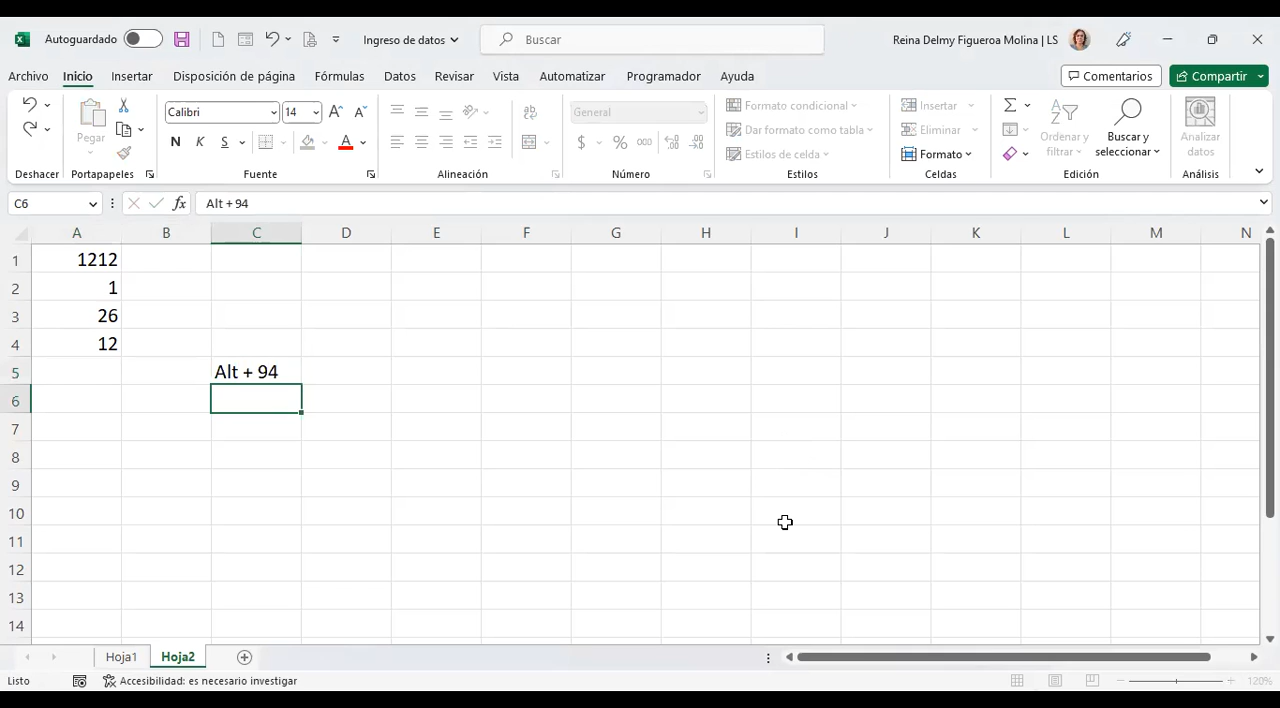 Autoguardado Ingreso de datos Buscar Reina Delmy Figueroa Molina | LS
Archivo Inicio Insertar Disposición de página Fórmulas Datos Revisar Vista Automatizar Programador Ayuda Comentarios Compartir
Pegar Calibri 14 General Formato condicional Insertar
N K S $ % 000 Dar formato como tabla Eliminar Ordenar y filtrar Buscar y seleccionar Analizar datos
Estilos de celda Formato
Deshacer Portapapeles Fuente Alineación Número Estilos Celdas Edición Análisis
C6 fx Alt + 94
A B C D E F G H I J K L M N
1 1212
2 1
3 26
4 12
5 Alt + 94
6
7
8
9
10
11
12
13
14
Hoja1 Hoja2
Listo Accesibilidad: es necesario investigar 120%